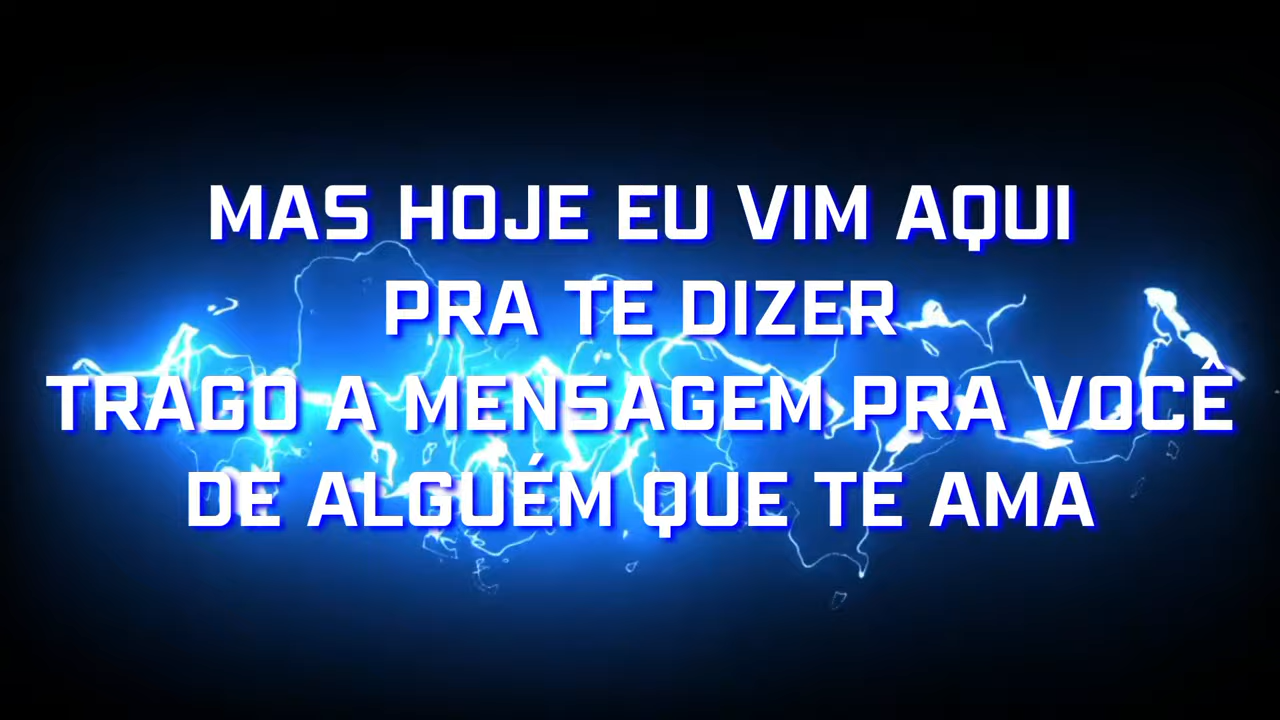 MAS HOJE EU VIM AQUI
PRA TE DIZER
TRAGO A MENSAGEM PRA VOCÊ
DE ALGUÉM QUE TE AMA